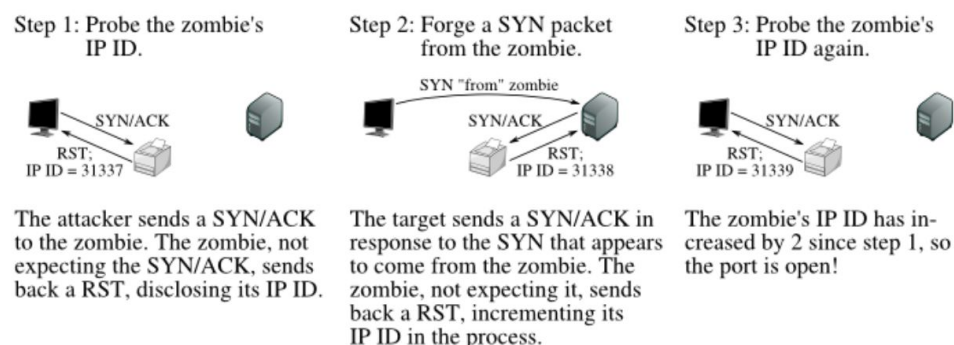 Step 1: Probe the zombie's
IP ID.
SYN/ACK
RST;
IP ID = 31337
The attacker sends a SYN/ACK
to the zombie. The zombie, not
expecting the SYN/ACK, sends
back a RST, disclosing its IP ID.
Step 2: Forge a SYN packet
from the zombie.
SYN "from" zombie
SYN/ACK
RST;
IP ID = 31338
The target sends a SYN/ACK in
response to the SYN that appears
to come from the zombie. The
zombie, not expecting it, sends
back a RST, incrementing its
IP ID in the process.
Step 3: Probe the zombie's
IP ID again.
SYN/ACK
RST;
IP ID = 31339
The zombie's IP ID has in-
creased by 2 since step 1, so
the port is open!